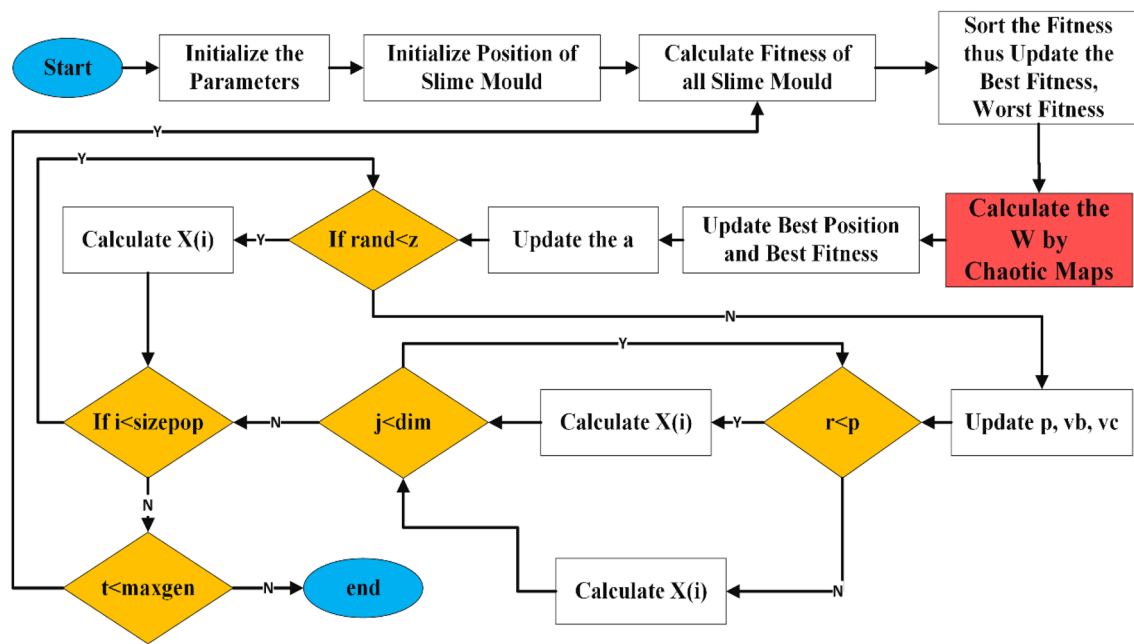 Start
Initialize the
Parameters
Initialize Position of
Slime Mould
Calculate Fitness of
all Slime Mould
Sort the Fitness
thus Update the
Best Fitness,
Worst Fitness
Y
Y
Calculate X(i)
Y
If rand<z
Update the a
Update Best Position
and Best Fitness
Calculate the
W by
Chaotic Maps
N
Y
If i<sizepop
N
j<dim
Calculate X(i)
Y
r<p
Update p, vb, vc
N
t<maxgen
N
end
Calculate X(i)
N